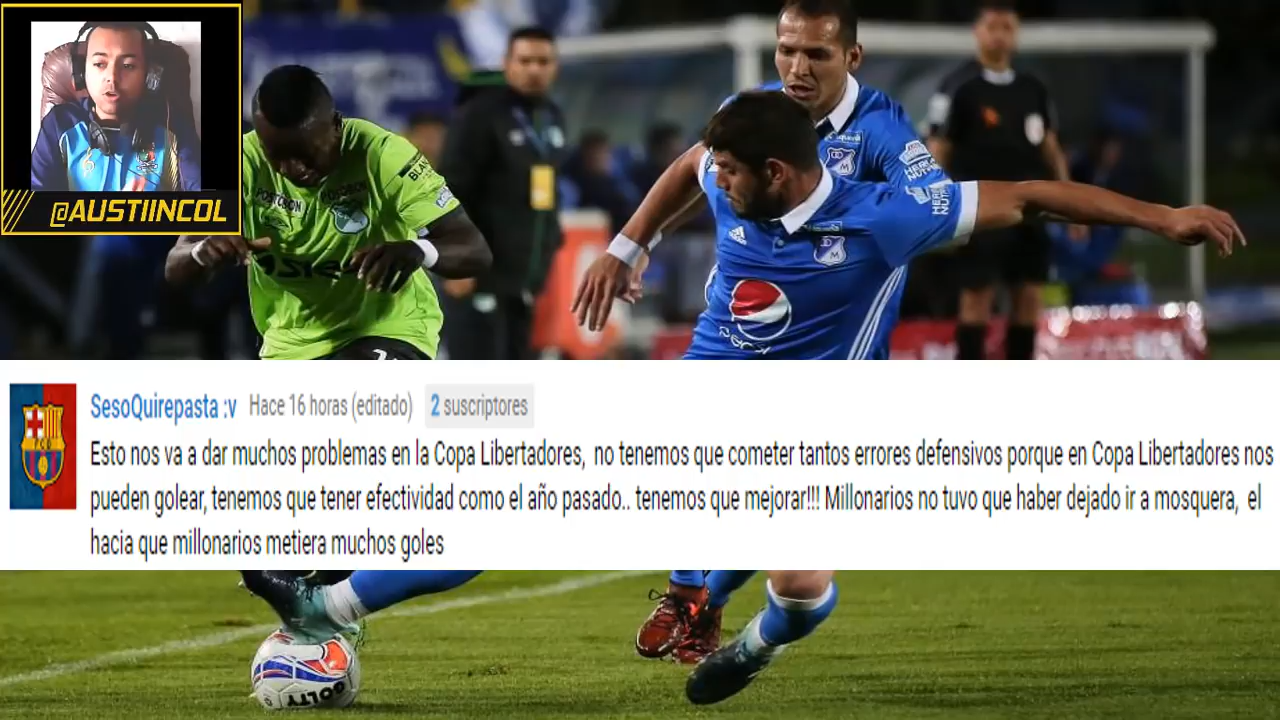 @AUSTIINCOL
PEPSI
GOLTY
SesoQuirepasta :v Hace 16 horas (editado) 2 suscriptores
Esto nos va a dar muchos problemas en la Copa Libertadores, no tenemos que cometer tantos errores defensivos porque en Copa Libertadores nos
pueden golear, tenemos que tener efectividad como el año pasado.. tenemos que mejorar!!! Millonarios no tuvo que haber dejado ir a mosquera, el
hacia que millonarios metiera muchos goles